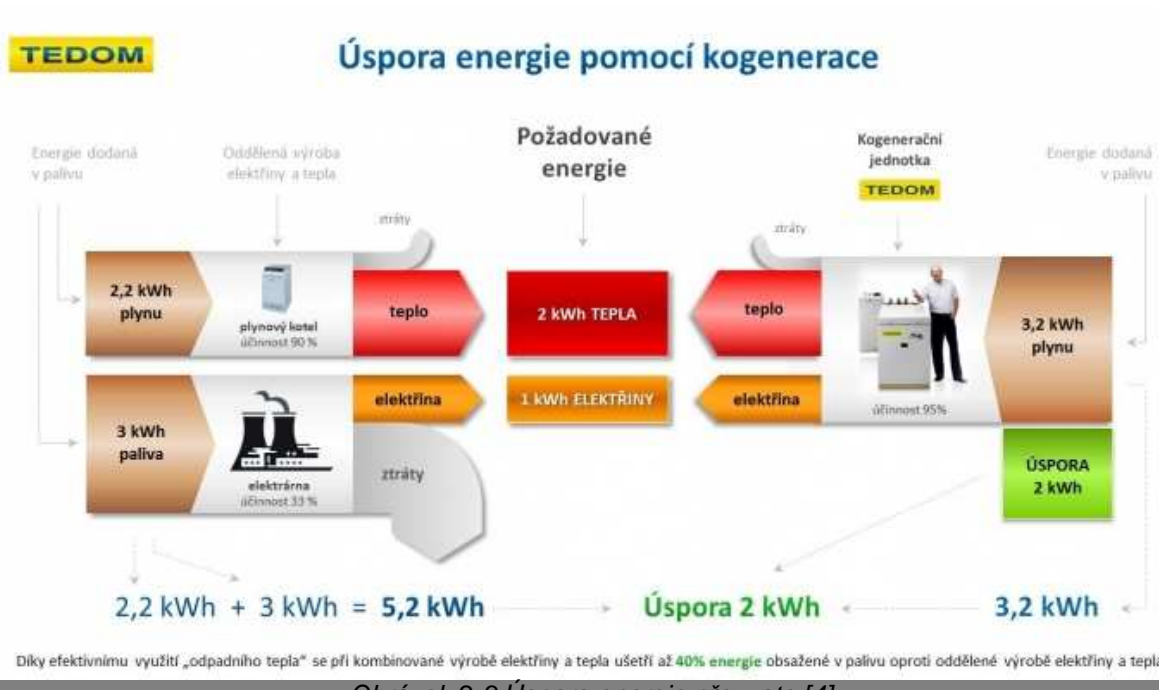 TEDOM
Úspora energie pomocí kogenerace
Energie dodaná
v palivu
Oddělená výroba
elektřiny a tepla
Požadované
energie
Kogenerační
jednotka
TEDOM
Energie dodaná
v palivu
ztráty
ztráty
2,2 kWh
plynu
plynový kotel
účinnost 90 %
teplo
2 kWh TEPLA
teplo
3,2 kWh
plynu
3 kWh
paliva
elektrárna
účinnost 33 %
elektřina
1 kWh ELEKTŘINY
elektřina
účinnost 95%
ztráty
ÚSPORA
2 kWh
2,2 kWh + 3 kWh = 5,2 kWh
Úspora 2 kWh
3,2 kWh
Díky efektivnímu využití „odpadního tepla“ se při kombinované výrobě elektřiny a tepla ušetří až 40% energie obsažené v palivu oproti oddělené výrobě elektřiny a tepla